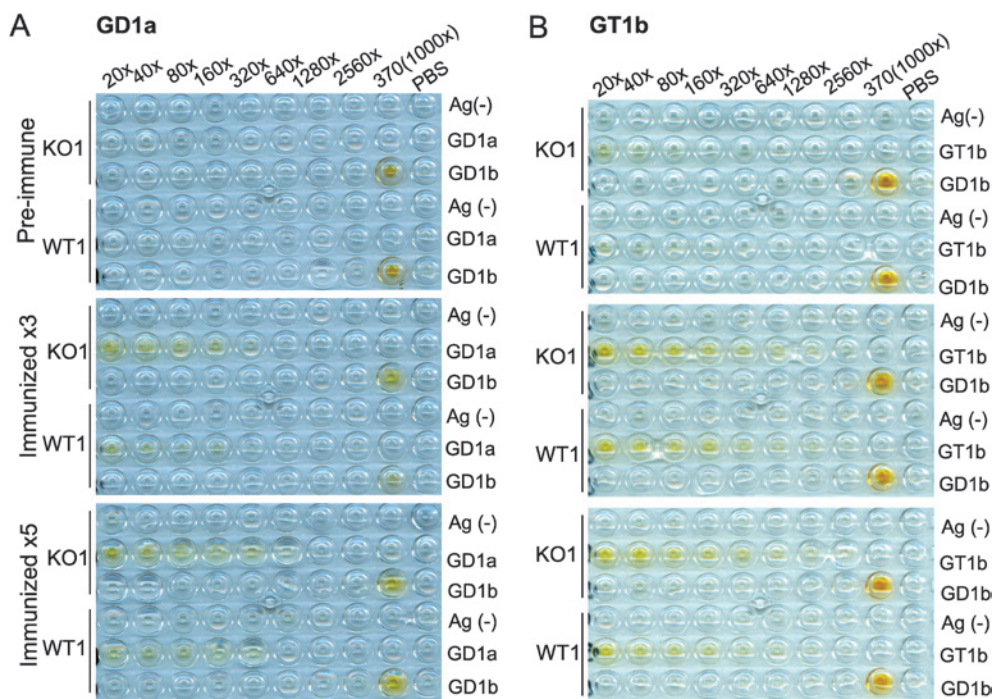 A GD1a
20x 40x 80x 160x 320x 640x 1280x 2560x 370(1000x) PBS
Pre-immune
KO1
Ag(-)
GD1a
GD1b
WT1
Ag (-)
GD1a
GD1b
Immunized x3
KO1
Ag (-)
GD1a
GD1b
WT1
Ag (-)
GD1a
GD1b
Immunized x5
KO1
Ag (-)
GD1a
GD1b
WT1
Ag (-)
GD1a
GD1b
B GT1b
20x 40x 80x 160x 320x 640x 1280x 2560x 370(1000x) PBS
KO1
Ag(-)
GT1b
GD1b
WT1
Ag (-)
GT1b
GD1b
KO1
Ag (-)
GT1b
GD1b
WT1
Ag (-)
GT1b
GD1b
KO1
Ag (-)
GT1b
GD1b
WT1
Ag (-)
GT1b
GD1b